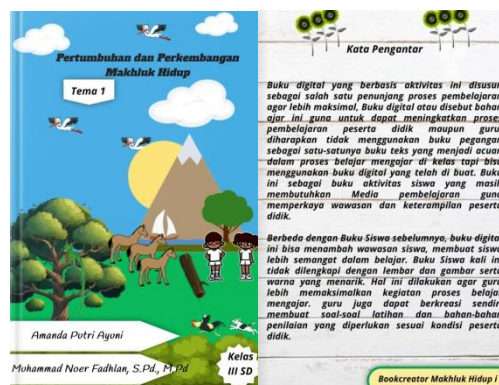 Pertumbuhan dan Perkembangan
Makhluk Hidup
Tema 1
Amanda Putri Ayuni
Muhammad Noer Fadhlan, S.Pd., M.Pd
Kelas
III SD
Kata Pengantar
Buku digital yang berbasis aktivitas ini disusun
sebagai salah satu penunjang proses pembelajaran
agar lebih maksimal, Buku digital atau disebut bahan
ajar ini guna untuk dapat meningkatkan proses
pembelajaran peserta didik maupun guru
diharapkan tidak menggunakan buku pegangan
sebagai satu-satunya buku teks yang menjadi acuan
dalam proses belajar mengajar di kelas tapi bisa
menggunakan buku digital yang telah di buat. Buku
ini sebagai buku aktivitas siswa yang masih
membutuhkan Media pembelajaran guna
memperkaya wawasan dan keterampilan peserta
didik.
Berbeda dengan Buku Siswa sebelumnya, buku digital
ini bisa menambah wawasan siswa, membuat siswa
lebih semangat dalam belajar. Buku Siswa kali ini
tidak dilengkapi dengan lembar dan gambar serta
warna yang menarik. Hal ini dilakukan agar guru
lebih memaksimalkan kegiatan proses belajar
mengajar. guru juga dapat berkreasi sendiri
membuat soal-soal latihan dan bahan-bahan
penilaian yang diperlukan sesuai kondisi peserta
didik.
Bookcreator Makhluk Hidup I